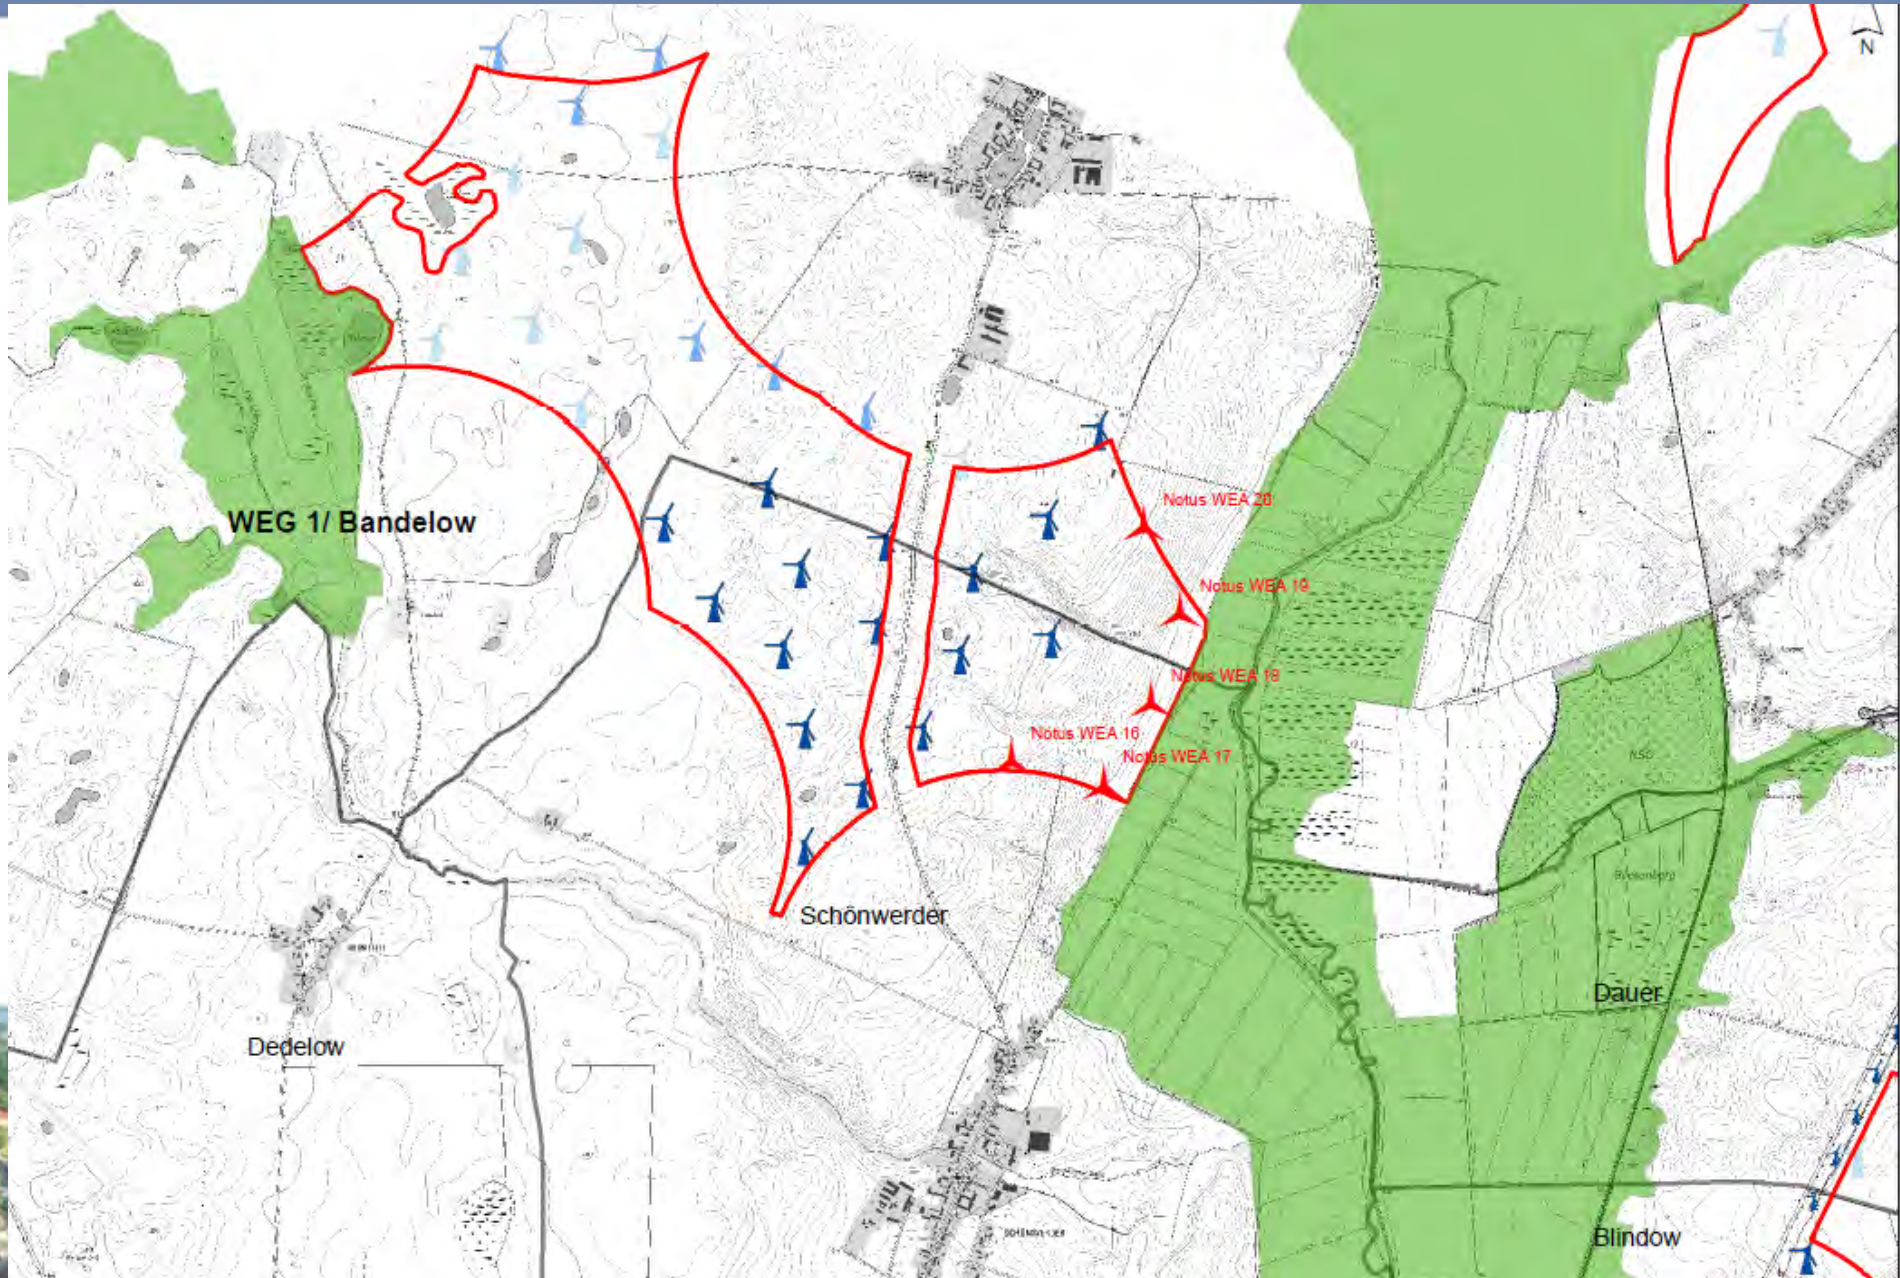 N
Notus WEA 20
WEG 1/ Bandelow
Notus WEA 19
Notus WEA 18
Notus WEA 16
Notus WEA 17
NSG
Schönwerder
Dauer
Dedelow
Blindow